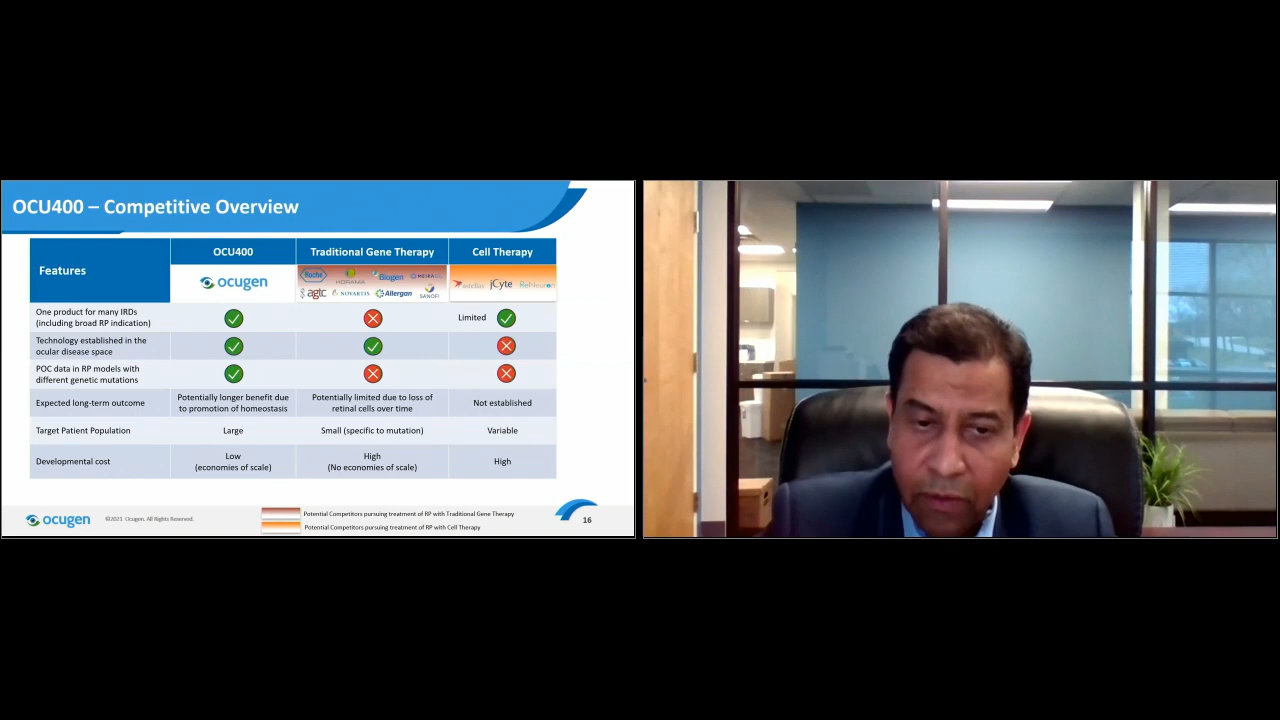 OCU400 – Competitive Overview
Features
OCU400
Traditional Gene Therapy
Cell Therapy
ocugen
Roche
HORAMA
Biogen
agtc
NOVARTIS
Allergan
SANOFI
astellas
jCyte
ReNeuron
One product for many IRDs
(including broad RP indication)
Limited
Technology established in the
ocular disease space
POC data in RP models with
different genetic mutations
Expected long-term outcome
Potentially longer benefit due
to promotion of homeostasis
Potentially limited due to loss of
retinal cells over time
Not established
Target Patient Population
Large
Small (specific to mutation)
Variable
Developmental cost
Low
(economies of scale)
High
(No economies of scale)
High
ocugen
©2021 Ocugen. All Rights Reserved.
Potential Competitors pursuing treatment of RP with Traditional Gene Therapy
Potential Competitors pursuing treatment of RP with Cell Therapy
16